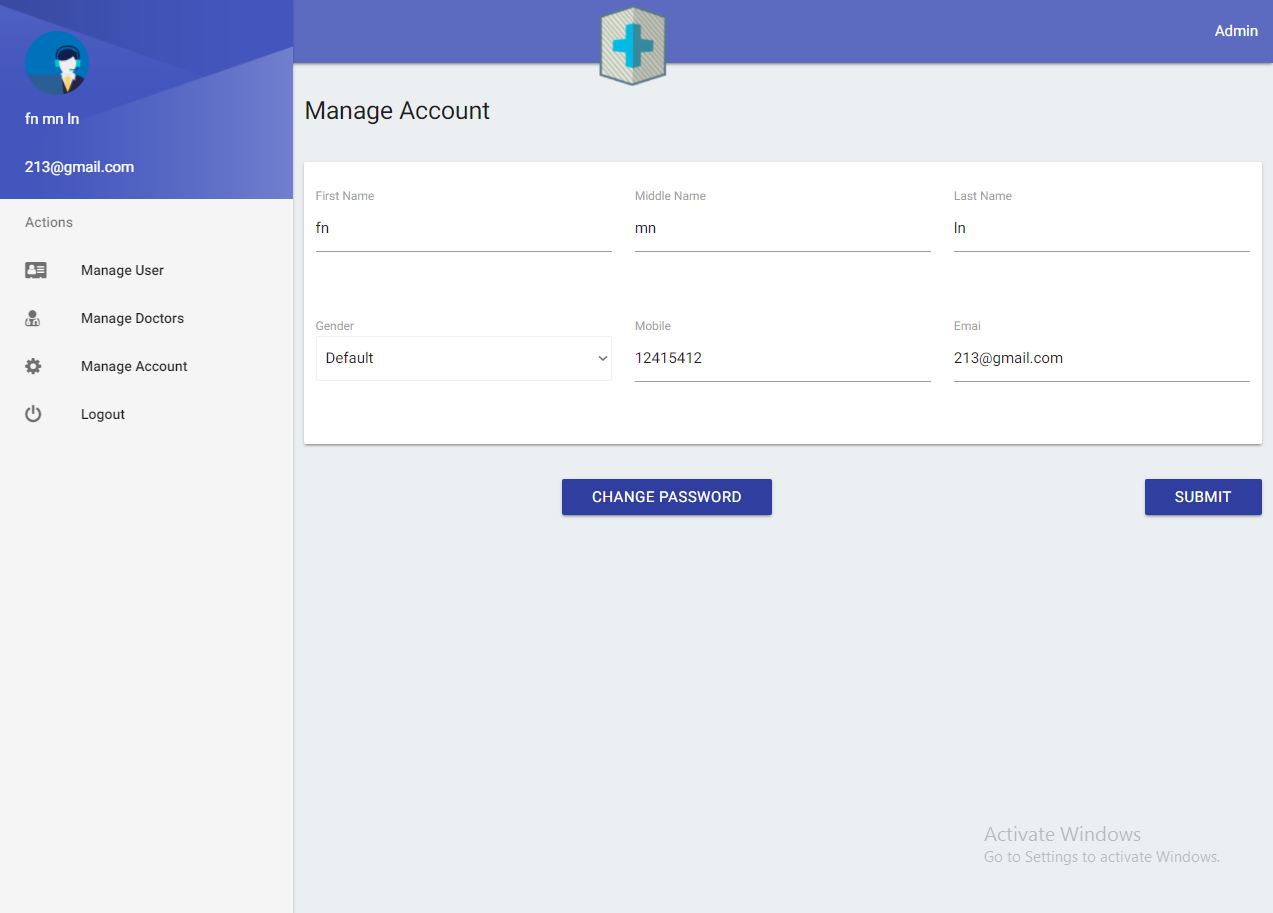 Admin
fn mn ln
213@gmail.com
Actions
Manage User
Manage Doctors
Manage Account
Logout
Manage Account
First Name Middle Name Last Name
fn mn ln
Gender Mobile Emai
Default 12415412 213@gmail.com
CHANGE PASSWORD SUBMIT
Activate Windows
Go to Settings to activate Windows.